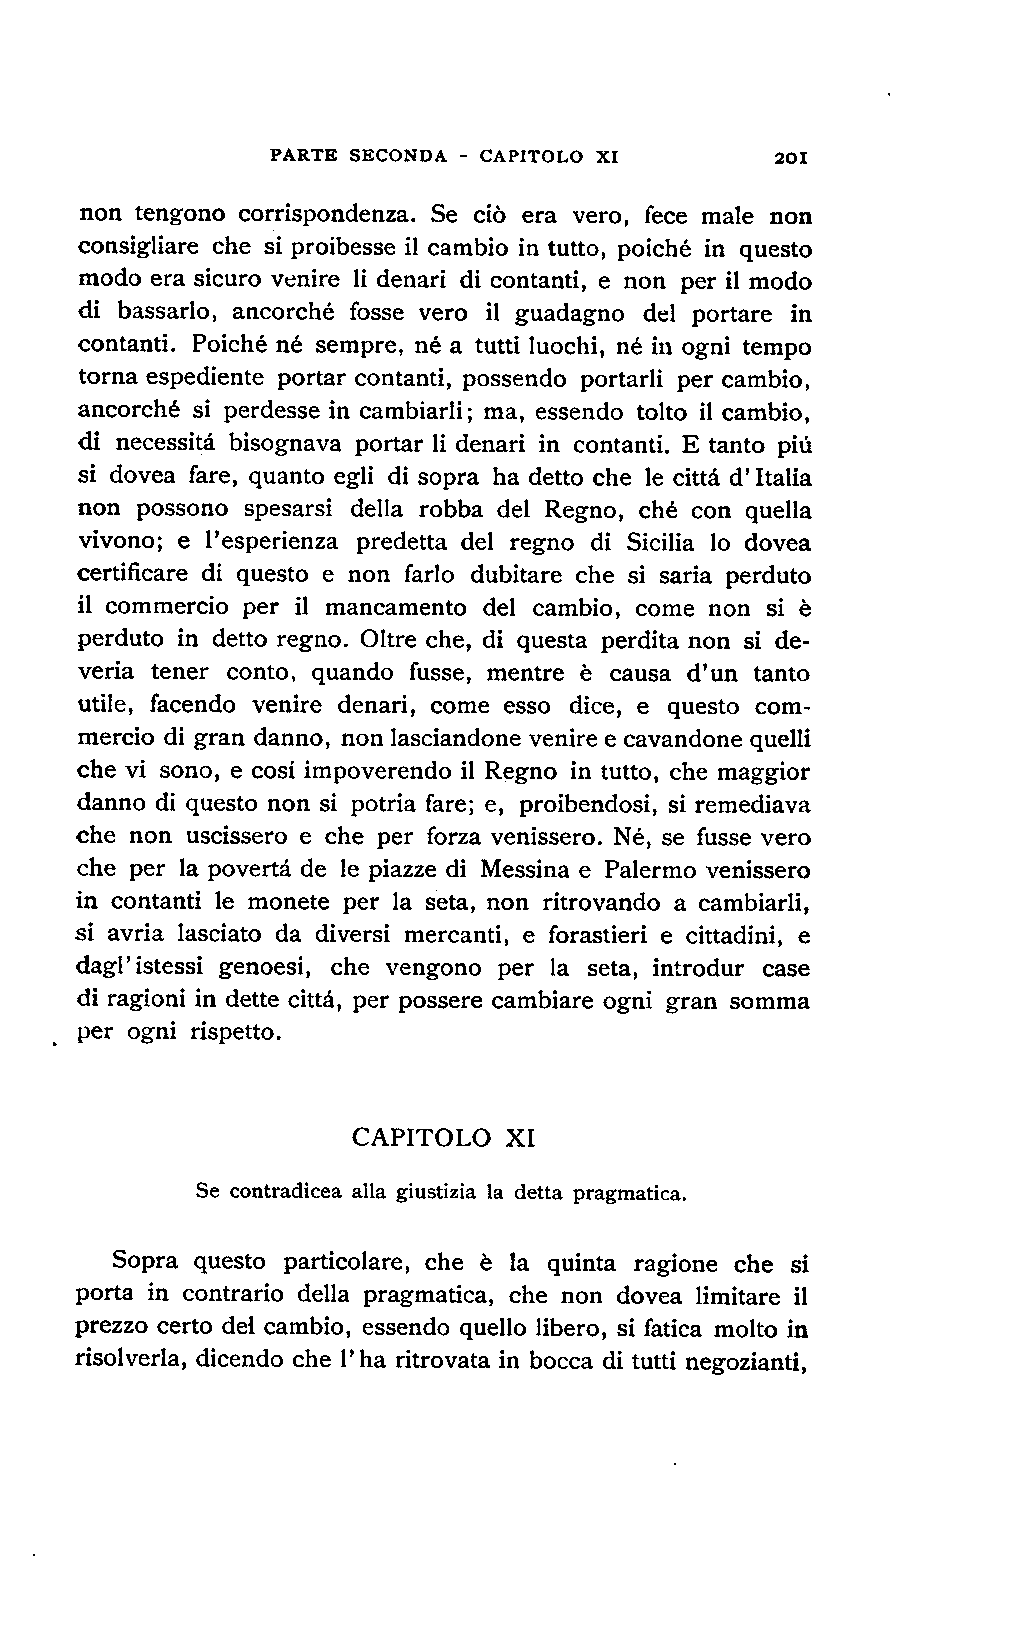 PARTE SECONDA - CAPITOLO XI 201
non tengono corrispondenza. Se ciò era vero, fece male non
consigliare che si proibesse il cambio in tutto, poiché in questo
modo era sicuro venire li denari di contanti, e non per il modo
di bassarlo, ancorché fosse vero il guadagno del portare in
contanti. Poiché né sempre, né a tutti luochi, né in ogni tempo
torna espediente portar contanti, possendo portarli per cambio,
ancorché si perdesse in cambiarli; ma, essendo tolto il cambio,
di necessitá bisognava portar li denari in contanti. E tanto piú
si dovea fare, quanto egli di sopra ha detto che le cittá d'Italia
non possono spesarsi della robba del Regno, ché con quella
vivono; e l'esperienza predetta del regno di Sicilia lo dovea
certificare di questo e non farlo dubitare che si saria perduto
il commercio per il mancamento del cambio, come non si è
perduto in detto regno. Oltre che, di questa perdita non si de-
veria tener conto, quando fusse, mentre è causa d'un tanto
utile, facendo venire denari, come esso dice, e questo com-
mercio di gran danno, non lasciandone venire e cavandone quelli
che vi sono, e cosí impoverendo il Regno in tutto, che maggior
danno di questo non si potria fare; e, proibendosi, si remediava
che non uscissero e che per forza venissero. Né, se fusse vero
che per la povertá de le piazze di Messina e Palermo venissero
in contanti le monete per la seta, non ritrovando a cambiarli,
si avria lasciato da diversi mercanti, e forastieri e cittadini, e
dagl'istessi genoesi, che vengono per la seta, introdur case
di ragioni in dette cittá, per possere cambiare ogni gran somma
per ogni rispetto.
CAPITOLO XI
Se contradicea alla giustizia la detta pragmatica.
Sopra questo particolare, che è la quinta ragione che si
porta in contrario della pragmatica, che non dovea limitare il
prezzo certo del cambio, essendo quello libero, si fatica molto in
risolverla, dicendo che l'ha ritrovata in bocca di tutti negozianti,